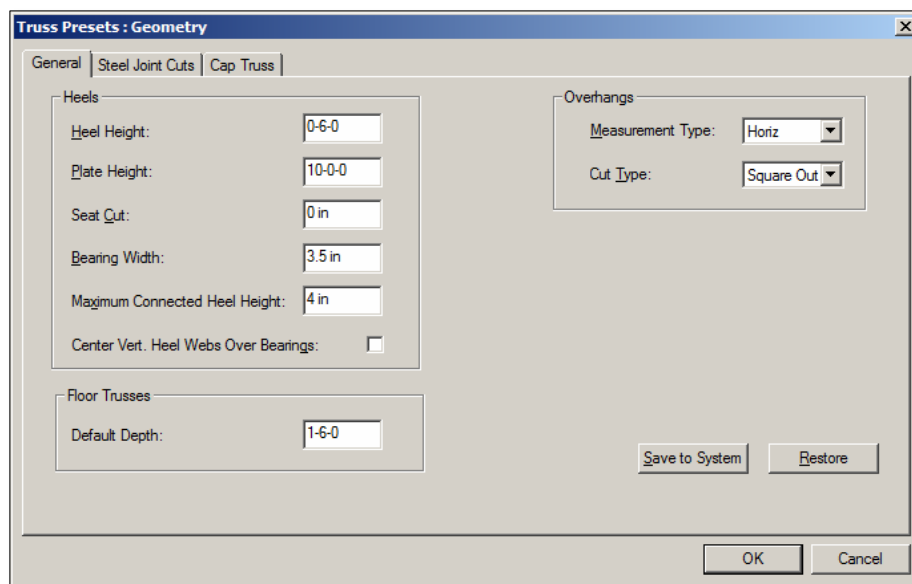 Truss Presets : Geometry
General
Steel Joint Cuts
Cap Truss
Heels
Heel Height: 0-6-0
Plate Height: 10-0-0
Seat Cut: 0 in
Bearing Width: 3.5 in
Maximum Connected Heel Height: 4 in
Center Vert. Heel Webs Over Bearings:
Overhangs
Measurement Type: Horiz
Cut Type: Square Out
Floor Trusses
Default Depth: 1-6-0
Save to System
Restore
OK
Cancel